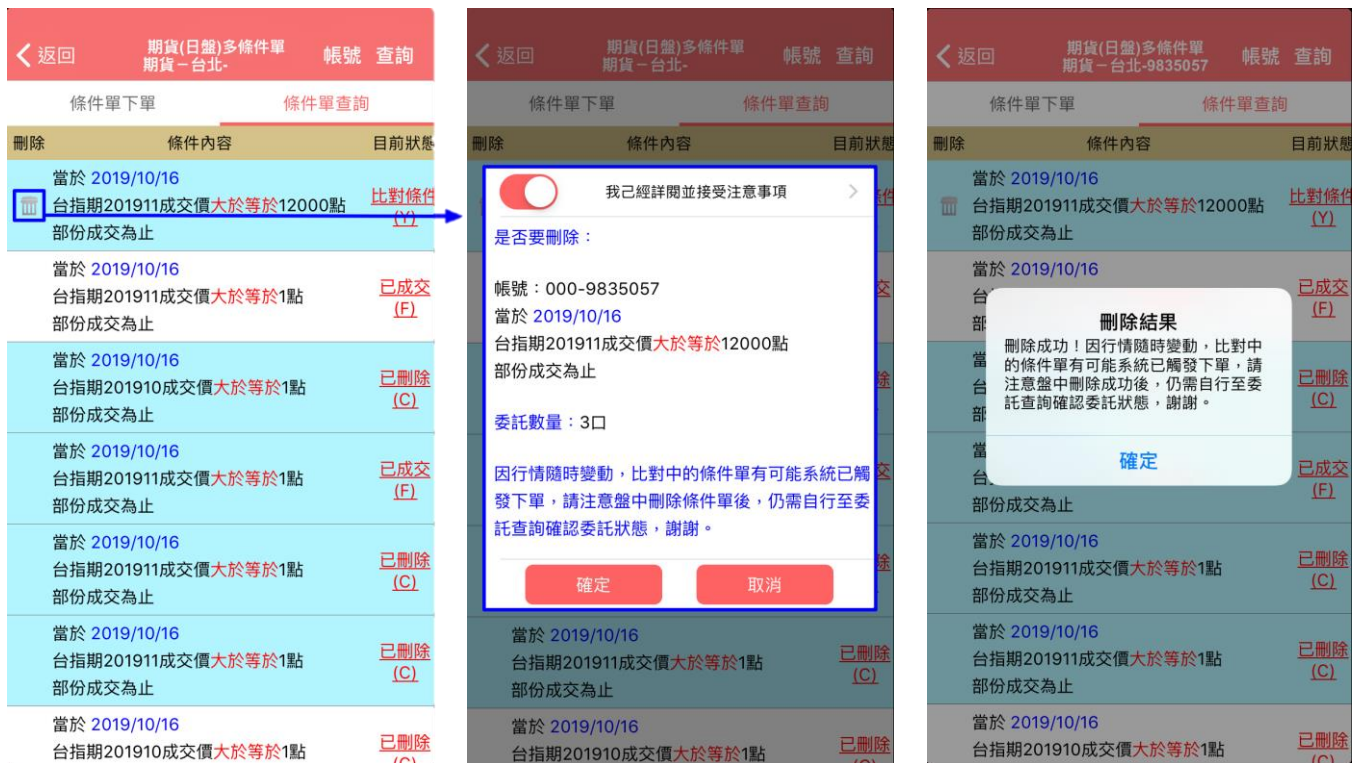 返回
期貨(日盤)多條件單
期貨－台北-
帳號 查詢
條件單下單 條件單查詢
刪除 條件內容 目前狀態
當於 2019/10/16
台指期201911成交價大於等於12000點
部份成交為止
比對條件
(Y)
當於 2019/10/16
台指期201911成交價大於等於1點
部份成交為止
已成交
(F)
當於 2019/10/16
台指期201910成交價大於等於1點
部份成交為止
已刪除
(C)
當於 2019/10/16
台指期201911成交價大於等於1點
部份成交為止
已成交
(F)
當於 2019/10/16
台指期201911成交價大於等於1點
部份成交為止
已刪除
(C)
當於 2019/10/16
台指期201911成交價大於等於1點
部份成交為止
已刪除
(C)
當於 2019/10/16
台指期201910成交價大於等於1點
已刪除
(C)
返回
期貨(日盤)多條件單
期貨－台北-
帳號 查詢
條件單下單 條件單查詢
刪除 條件內容 目前狀態
我己經詳閱並接受注意事項
是否要刪除：
帳號：000-9835057
當於 2019/10/16
台指期201911成交價大於等於12000點
部份成交為止
委託數量：3口
因行情隨時變動，比對中的條件單有可能系統已觸
發下單，請注意盤中刪除條件單後，仍需自行至委
託查詢確認委託狀態，謝謝。
確定 取消
當於 2019/10/16
台指期201911成交價大於等於1點
部份成交為止
已刪除
(C)
當於 2019/10/16
台指期201910成交價大於等於1點
已刪除
(C)
返回
期貨(日盤)多條件單
期貨－台北-9835057
帳號 查詢
條件單下單 條件單查詢
刪除 條件內容 目前狀態
當於 2019/10/16
台指期201911成交價大於等於12000點
部份成交為止
比對條件
(Y)
當於 2019/10/16
台
部
已成交
(F)
刪除結果
刪除成功！因行情隨時變動，比對中
的條件單有可能系統已觸發下單，請
注意盤中刪除成功後，仍需自行至委
託查詢確認委託狀態，謝謝。
確定
當
台
部
已刪除
(C)
當
台
部份成交為止
已成交
(F)
當於 2019/10/16
台指期201911成交價大於等於1點
部份成交為止
已刪除
(C)
當於 2019/10/16
台指期201911成交價大於等於1點
部份成交為止
已刪除
(C)
當於 2019/10/16
台指期201910成交價大於等於1點
已刪除
(C)